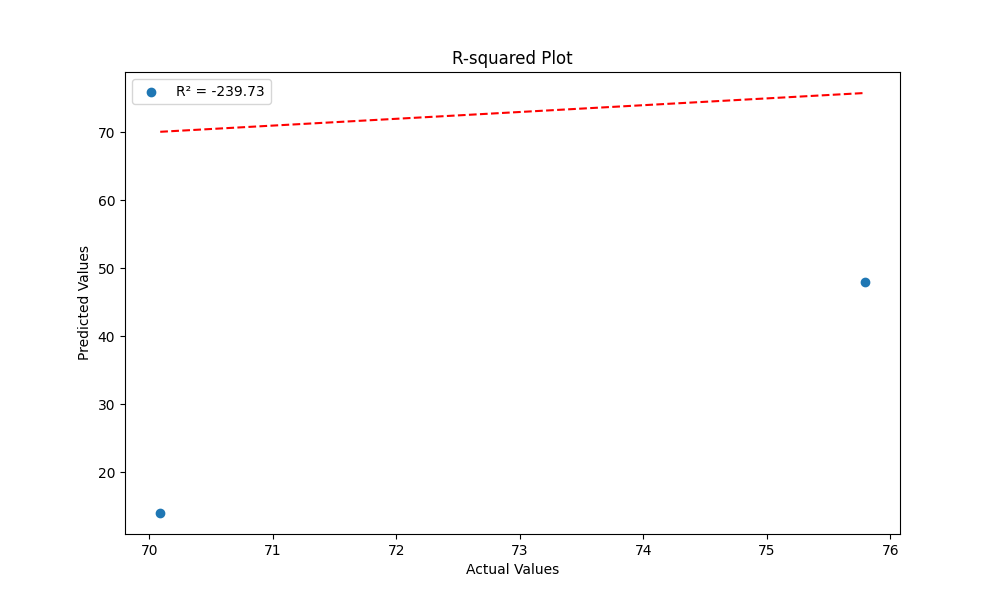 R-squared Plot
R² = -239.73
70
60
50
40
30
20
Predicted Values
70 71 72 73 74 75 76
Actual Values